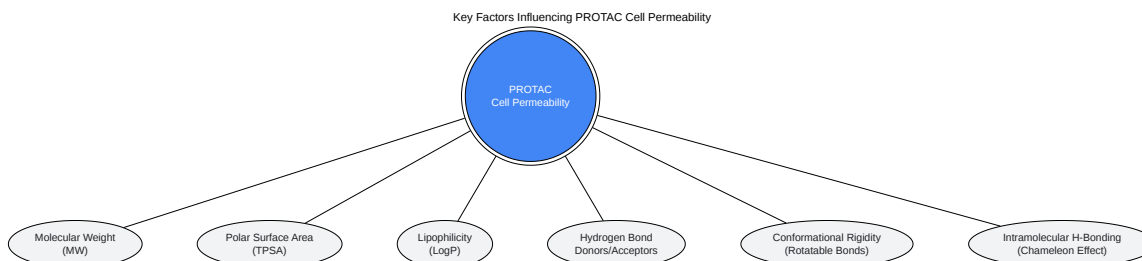 Key Factors Influencing PROTAC Cell Permeability
PROTAC
Cell Permeability
Molecular Weight
(MW)
Polar Surface Area
(TPSA)
Lipophilicity
(LogP)
Hydrogen Bond
Donors/Acceptors
Conformational Rigidity
(Rotatable Bonds)
Intramolecular H-Bonding
(Chameleon Effect)